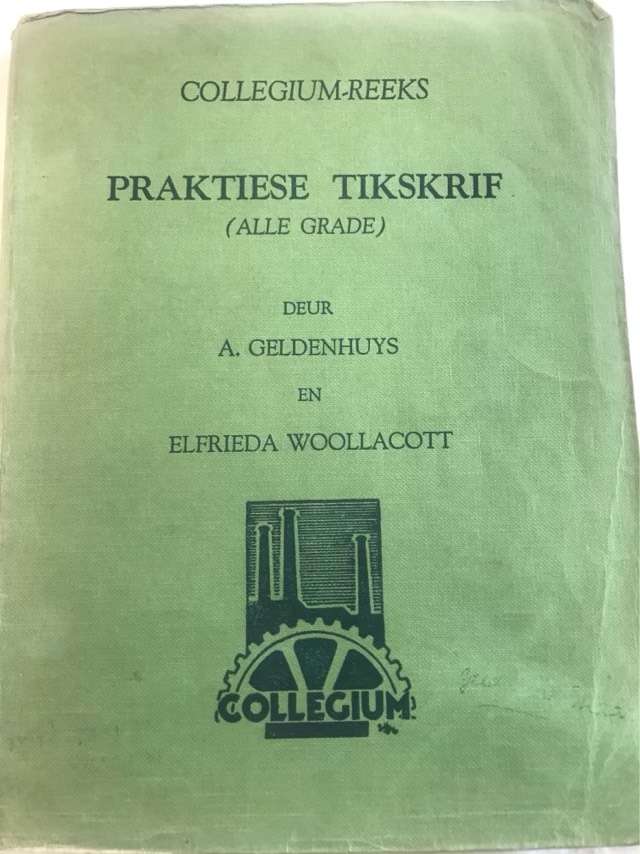 COLLEGIUM-REEKS
PRAKTIESE TIKSKRIF
(ALLE GRADE)
DEUR
A. GELDENHUYS
EN
ELFRIEDA WOOLLACOTT
COLLEGIUM